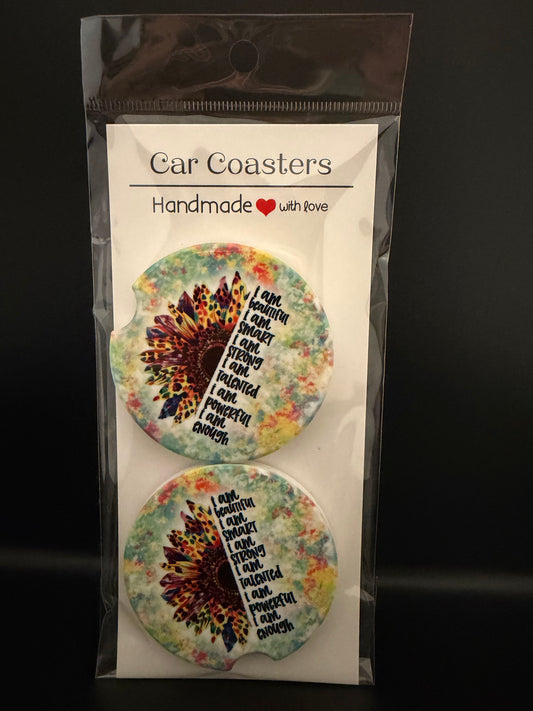 Car Coasters
Handmade with love
I am
beautiful
I am
smart
I am
strong
I am
talented
I am
powerful
I am
enough
I am
beautiful
I am
smart
I am
strong
I am
talented
I am
powerful
I am
enough